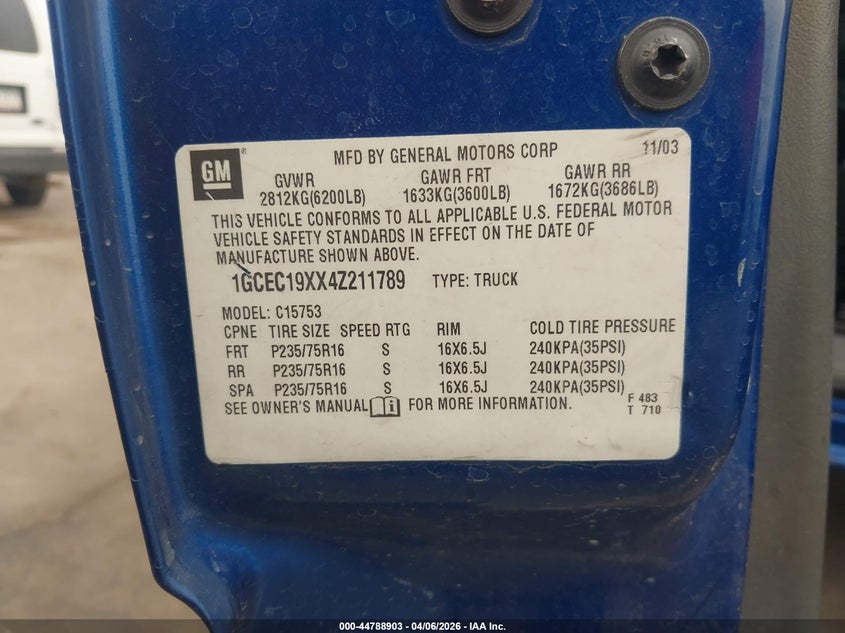 GM ® MFD BY GENERAL MOTORS CORP 11/03
GVWR GAWR FRT GAWR RR
2812KG(6200LB) 1633KG(3600LB) 1672KG(3686LB)
THIS VEHICLE CONFORMS TO ALL APPLICABLE U.S. FEDERAL MOTOR
VEHICLE SAFETY STANDARDS IN EFFECT ON THE DATE OF
MANUFACTURE SHOWN ABOVE.
1GCEC19XX4Z211789 TYPE: TRUCK
MODEL: C15753
CPNE TIRE SIZE SPEED RTG RIM COLD TIRE PRESSURE
FRT P235/75R16 S 16X6.5J 240KPA(35PSI)
RR P235/75R16 S 16X6.5J 240KPA(35PSI)
SPA P235/75R16 S 16X6.5J 240KPA(35PSI)
SEE OWNER'S MANUAL FOR MORE INFORMATION.
F 483
T 710
000-44788903 - 04/06/2026 - IAA Inc.